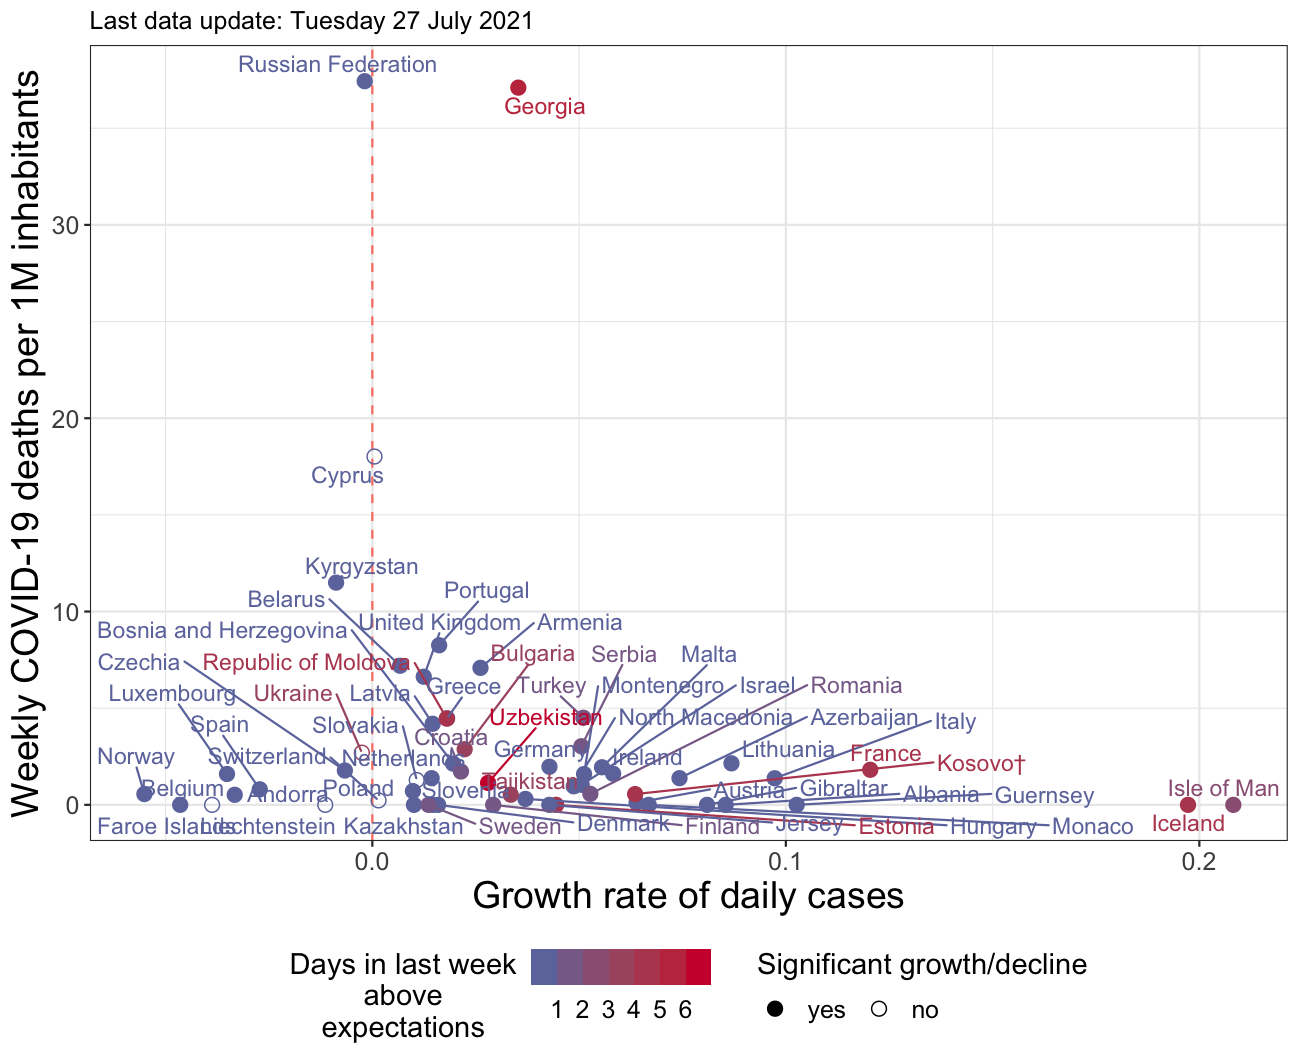 Last data update: Tuesday 27 July 2021
Weekly COVID-19 deaths per 1M inhabitants
Russian Federation
Georgia
30
20
Cyprus
Kyrgyzstan
Portugal
10
Belarus
United Kingdom
Armenia
Bosnia and Herzegovina
Czechia
Republic of Moldova
Bulgaria
Serbia
Malta
Luxembourg
Ukraine
Latvia
Greece
Turkey
Montenegro
Israel
Romania
Spain
Slovakia
Uzbekistan
North Macedonia
Azerbaijan
Italy
Croatia
Norway
Switzerland
Netherlands
Germany
Ireland
Lithuania
France
Kosovo†
Belgium
Andorra
Poland
Slovenia
Tajikistan
Austria
Gibraltar
Albania
Guernsey
Isle of Man
0
Faroe Islands
Liechtenstein
Kazakhstan
Sweden
Denmark
Finland
Jersey
Estonia
Hungary
Monaco
Iceland
0.0
0.1
0.2
Growth rate of daily cases
Days in last week
above
expectations
1 2 3 4 5 6
Significant growth/decline
yes
no